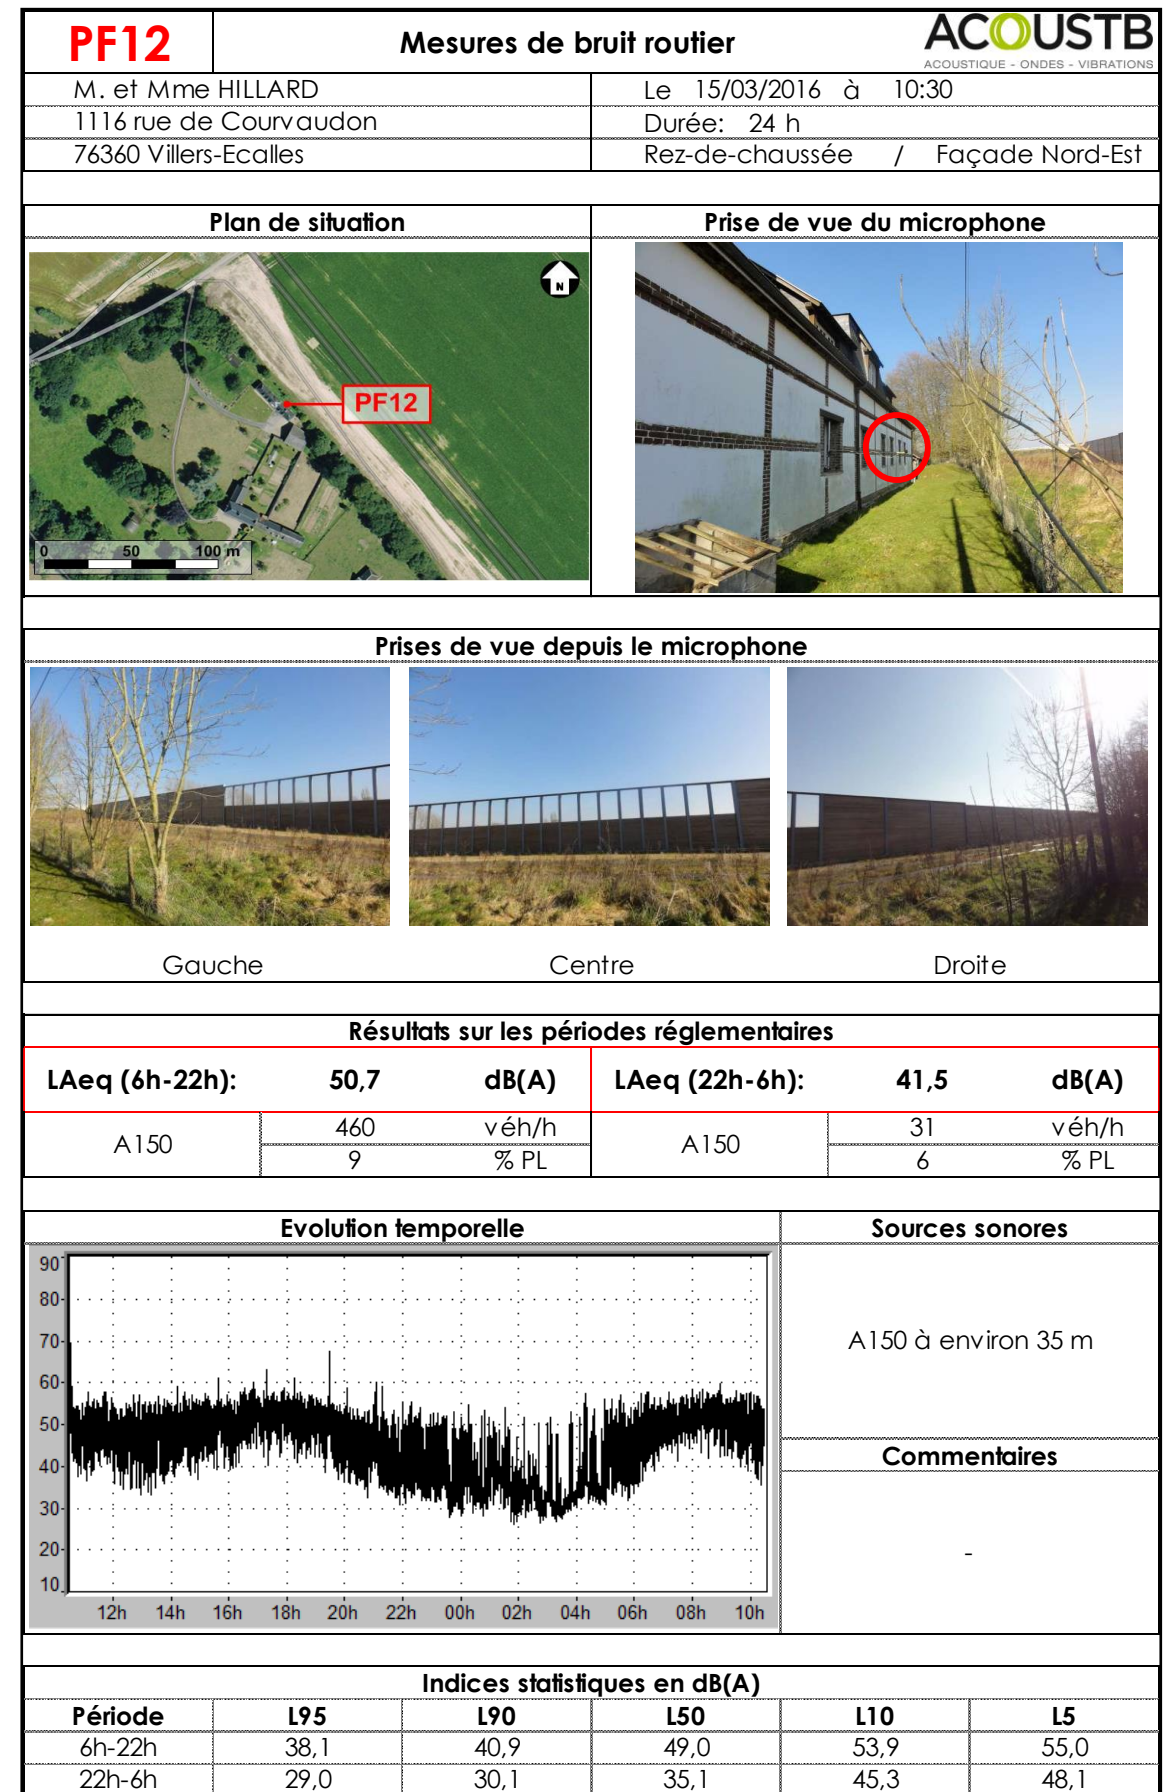 PF12
Mesures de bruit routier
ACOUSTB
ACOUSTIQUE - ONDES - VIBRATIONS
M. et Mme HILLARD
Le 15/03/2016 à 10:30
1116 rue de Courvaudon
Durée: 24 h
76360 Villers-Ecalles
Rez-de-chaussée / Façade Nord-Est
Plan de situation
Prise de vue du microphone
N
PF12
0 50 100 m
Prises de vue depuis le microphone
Gauche Centre Droite
Résultats sur les périodes réglementaires
LAeq (6h-22h): 50,7 dB(A) LAeq (22h-6h): 41,5 dB(A)
A150 460 véh/h A150 31 véh/h
9 % PL 6 % PL
Evolution temporelle
Sources sonores
90
80
70
60
50
40
30
20
10
12h 14h 16h 18h 20h 22h 00h 02h 04h 06h 08h 10h
A150 à environ 35 m
Commentaires
-
Indices statistiques en dB(A)
Période L95 L90 L50 L10 L5
6h-22h 38,1 40,9 49,0 53,9 55,0
22h-6h 29,0 30,1 35,1 45,3 48,1